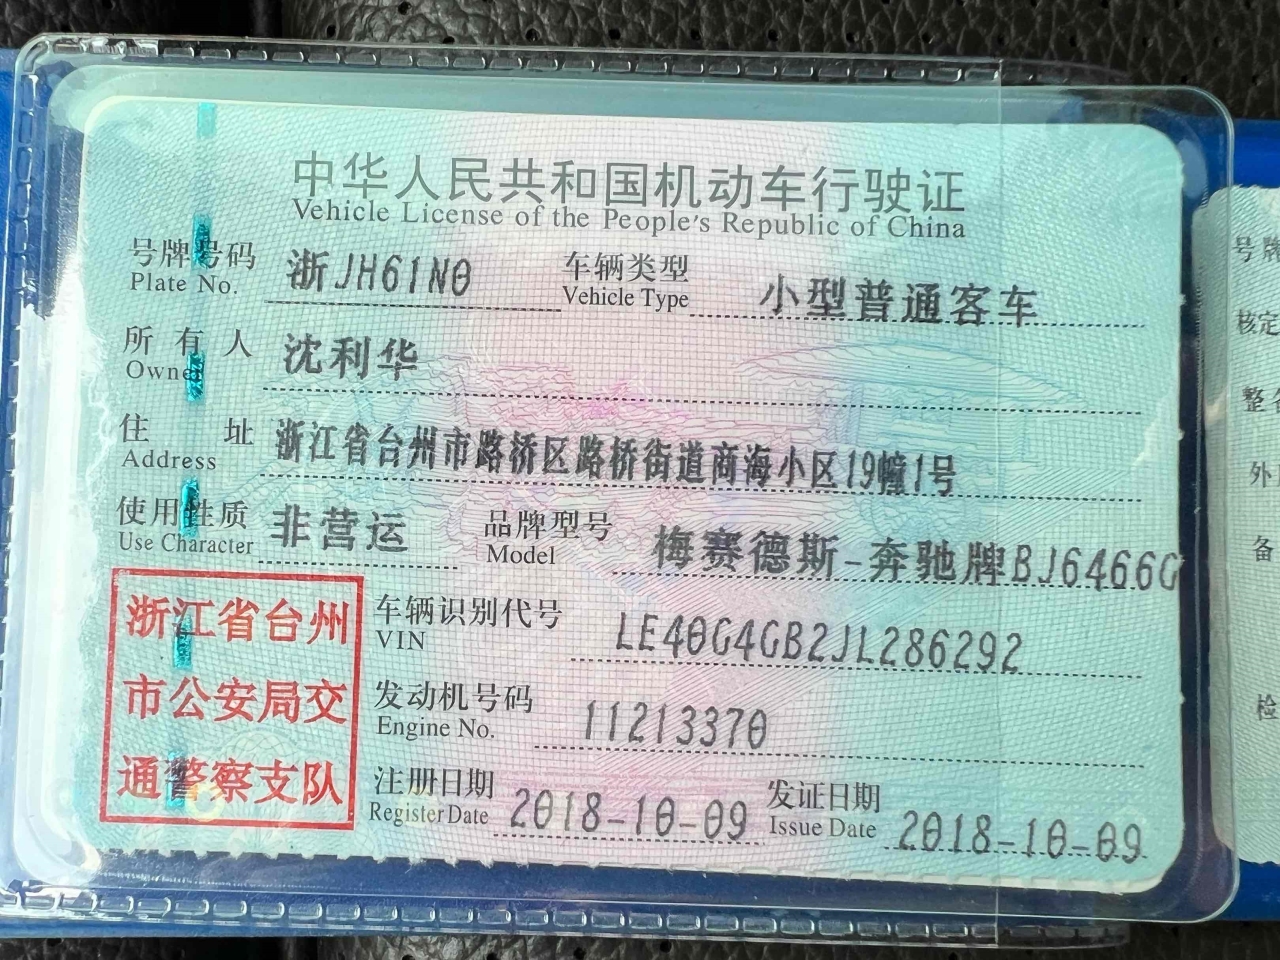 中华人民共和国机动车行驶证
Vehicle License of the People's Republic of China
号牌号码 浙JH61N0 车辆类型 小型普通客车
Plate No. Vehicle Type
所有人 沈利华
Owner
住址 浙江省台州市路桥区路桥街道商海小区19幢1号
Address
使用性质 非营运 品牌型号 梅赛德斯-奔驰牌BJ6466G
Use Character Model
浙江省台州
市公安局交
通警察支队
车辆识别代号 LE40G4GB2JL286292
VIN
发动机号码 11213370
Engine No.
注册日期 2018-10-09 发证日期 2018-10-09
Register Date Issue Date
号牌
核定
整
外
备
检